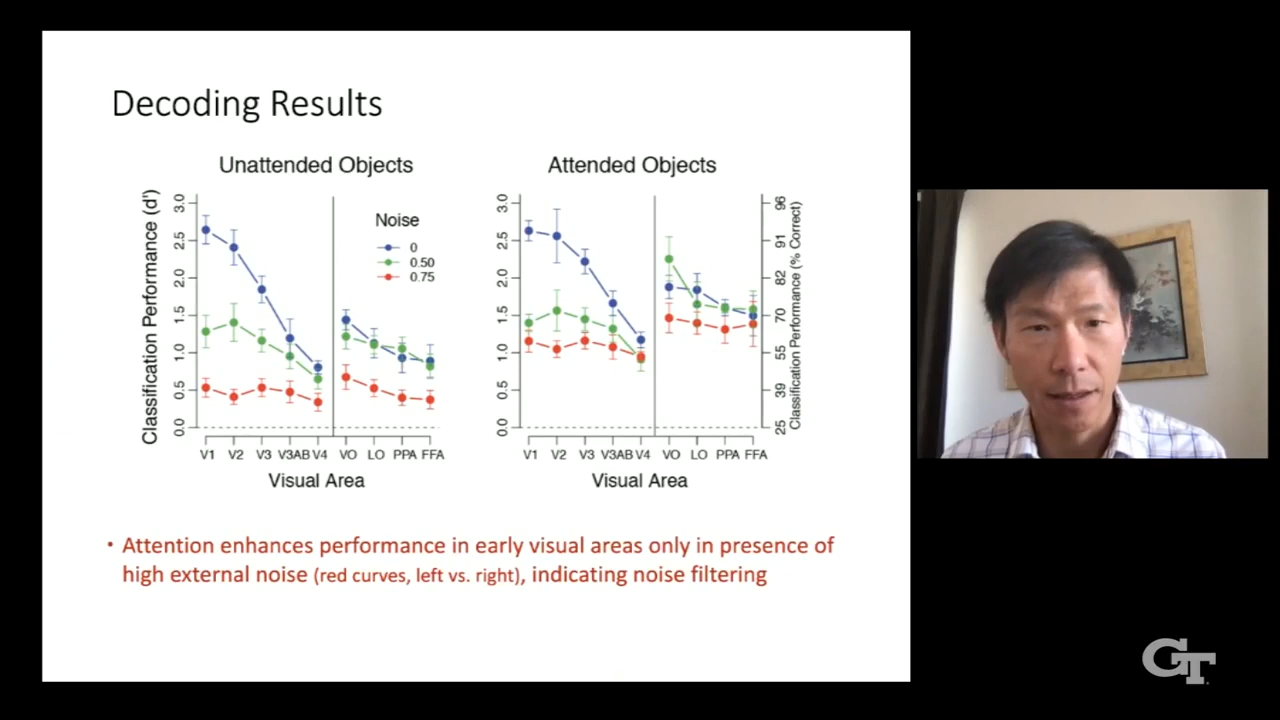 Decoding Results
Unattended Objects
Attended Objects
Classification Performance (d')
3.0
2.5
2.0
1.5
1.0
0.5
0.0
Noise
0
0.50
0.75
V1 V2 V3 V3AB V4 VO LO PPA FFA
Visual Area
3.0
2.5
2.0
1.5
1.0
0.5
0.0
V1 V2 V3 V3AB V4 VO LO PPA FFA
Visual Area
96
91
82
70
55
39
25
Classification Performance (% Correct)
• Attention enhances performance in early visual areas only in presence of
high external noise (red curves, left vs. right), indicating noise filtering
GT